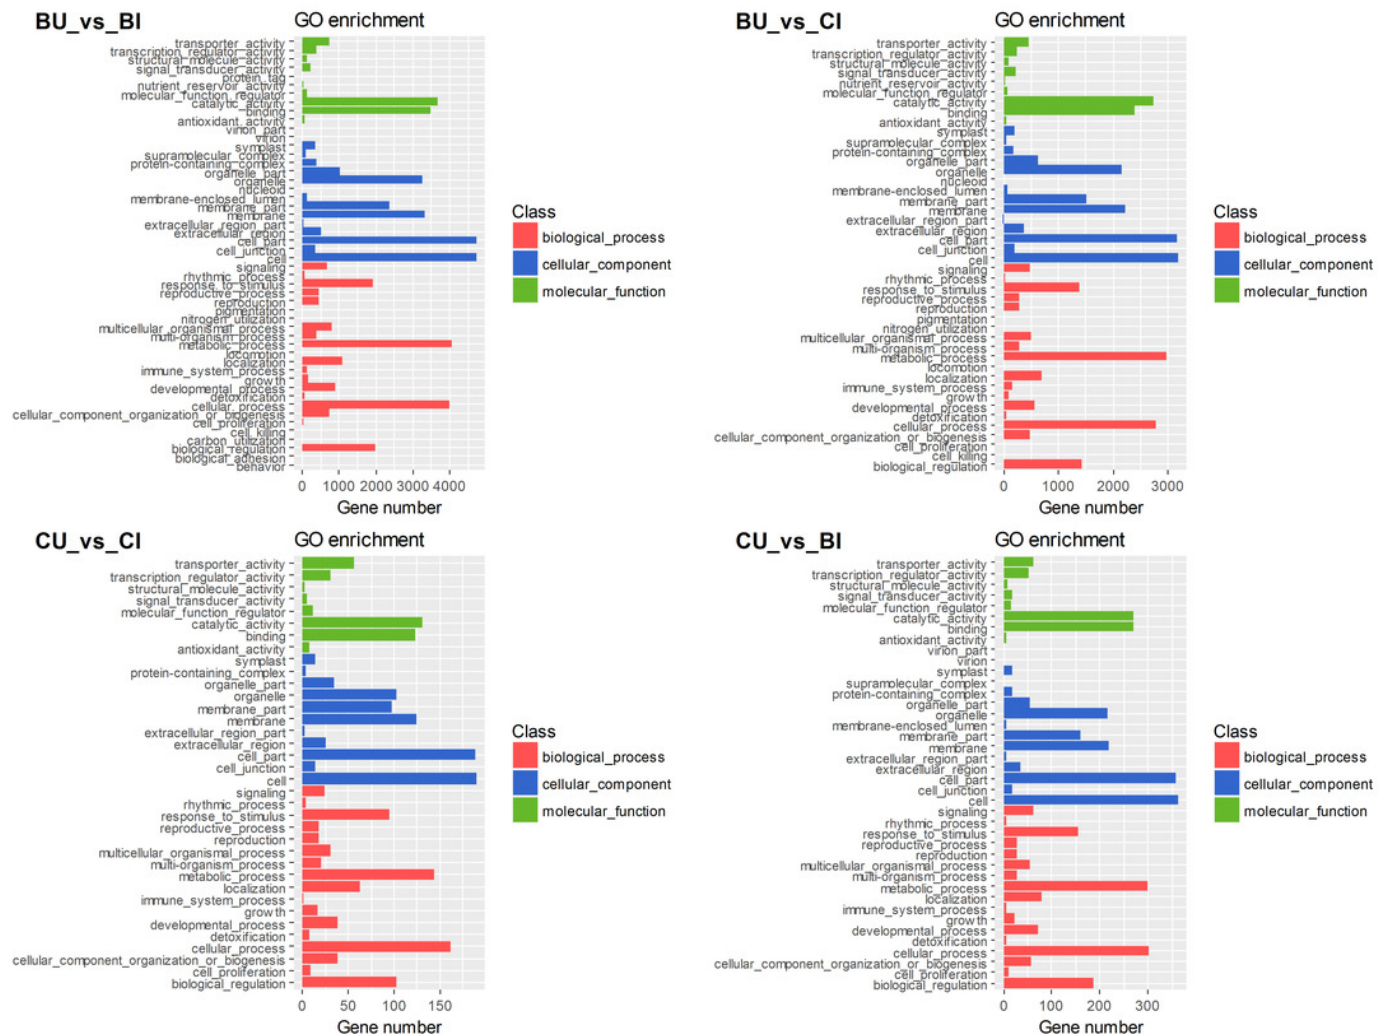 BU_vs_BI
GO enrichment
transporter_activity
transcription_regulator_activity
structural_molecule_activity
signal_transducer_activity
protein_tag
nutrient_reservoir_activity
molecular_function_regulator
catalytic_activity
binding
antioxidant_activity
virion_part
virion
symplast
supramolecular_complex
protein-containing_complex
organelle_part
organelle
nucleoid
membrane-enclosed_lumen
membrane_part
membrane
extracellular_region_part
extracellular_region
cell_part
cell_junction
cell
signaling
rhythmic_process
response_to_stimulus
reproductive_process
reproduction
pigmentation
nitrogen_utilization
multicellular_organismal_process
multi-organism_process
metabolic_process
locomotion
localization
immune_system_process
growth
developmental_process
detoxification
cellular_process
cellular_component_organization_or_biogenesis
cell_proliferation
cell_killing
carbon_utilization
biological_regulation
biological_adhesion
behavior
0 1000 2000 3000 4000
Gene number
Class
biological_process
cellular_component
molecular_function
BU_vs_CI
GO enrichment
transporter_activity
transcription_regulator_activity
structural_molecule_activity
signal_transducer_activity
nutrient_reservoir_activity
molecular_function_regulator
catalytic_activity
binding
antioxidant_activity
symplast
supramolecular_complex
protein-containing_complex
organelle_part
organelle
nucleoid
membrane-enclosed_lumen
membrane_part
membrane
extracellular_region_part
extracellular_region
cell_part
cell_junction
cell
signaling
rhythmic_process
response_to_stimulus
reproductive_process
reproduction
pigmentation
nitrogen_utilization
multicellular_organismal_process
multi-organism_process
metabolic_process
locomotion
localization
immune_system_process
growth
developmental_process
detoxification
cellular_process
cellular_component_organization_or_biogenesis
cell_proliferation
cell_killing
biological_regulation
0 1000 2000 3000
Gene number
Class
biological_process
cellular_component
molecular_function
CU_vs_CI
GO enrichment
transporter_activity
transcription_regulator_activity
structural_molecule_activity
signal_transducer_activity
molecular_function_regulator
catalytic_activity
binding
antioxidant_activity
symplast
protein-containing_complex
organelle_part
organelle
membrane_part
membrane
extracellular_region_part
extracellular_region
cell_part
cell_junction
cell
signaling
rhythmic_process
response_to_stimulus
reproductive_process
reproduction
multicellular_organismal_process
multi-organism_process
metabolic_process
localization
immune_system_process
growth
developmental_process
detoxification
cellular_process
cellular_component_organization_or_biogenesis
cell_proliferation
biological_regulation
0 50 100 150
Gene number
Class
biological_process
cellular_component
molecular_function
CU_vs_BI
GO enrichment
transporter_activity
transcription_regulator_activity
structural_molecule_activity
signal_transducer_activity
molecular_function_regulator
catalytic_activity
binding
antioxidant_activity
virion_part
virion
symplast
supramolecular_complex
protein-containing_complex
organelle_part
organelle
membrane-enclosed_lumen
membrane_part
membrane
extracellular_region_part
extracellular_region
cell_part
cell_junction
cell
signaling
rhythmic_process
response_to_stimulus
reproductive_process
reproduction
multicellular_organismal_process
multi-organism_process
metabolic_process
localization
immune_system_process
growth
developmental_process
detoxification
cellular_process
cellular_component_organization_or_biogenesis
cell_proliferation
biological_regulation
0 100 200 300
Gene number
Class
biological_process
cellular_component
molecular_function